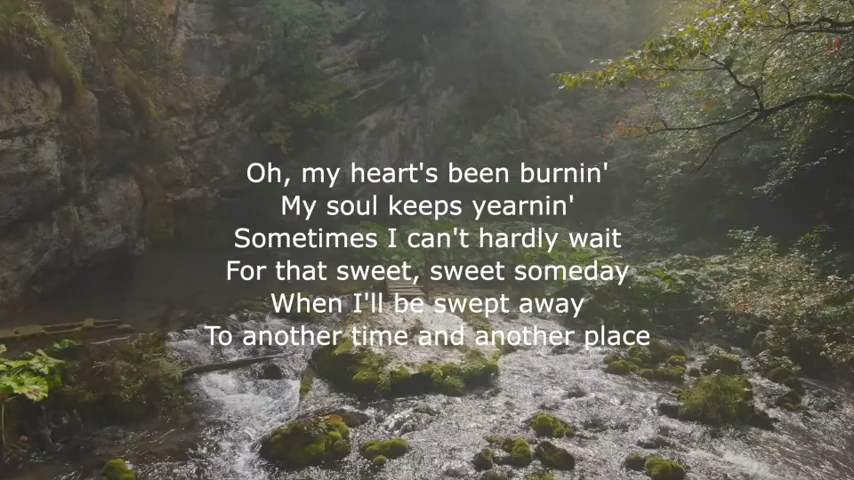 Oh, my heart's been burnin'
My soul keeps yearnin'
Sometimes I can't hardly wait
For that sweet, sweet someday
When I'll be swept away
To another time and another place